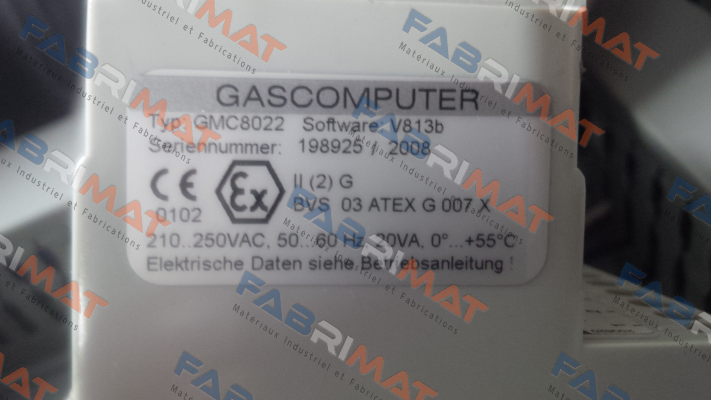 GASCOMPUTER
Typ: GMC8022 Software: V813b
Seriennummer: 198925 2008
CE
0102
Ex
II (2) G
BVS 03 ATEX G 007 X
210..250VAC, 50...60 Hz, 20VA, 0°...+55°C
Elektrische Daten siehe Betriebsanleitung !
FABRIMAT
Materiaux Industriel et Fabrications